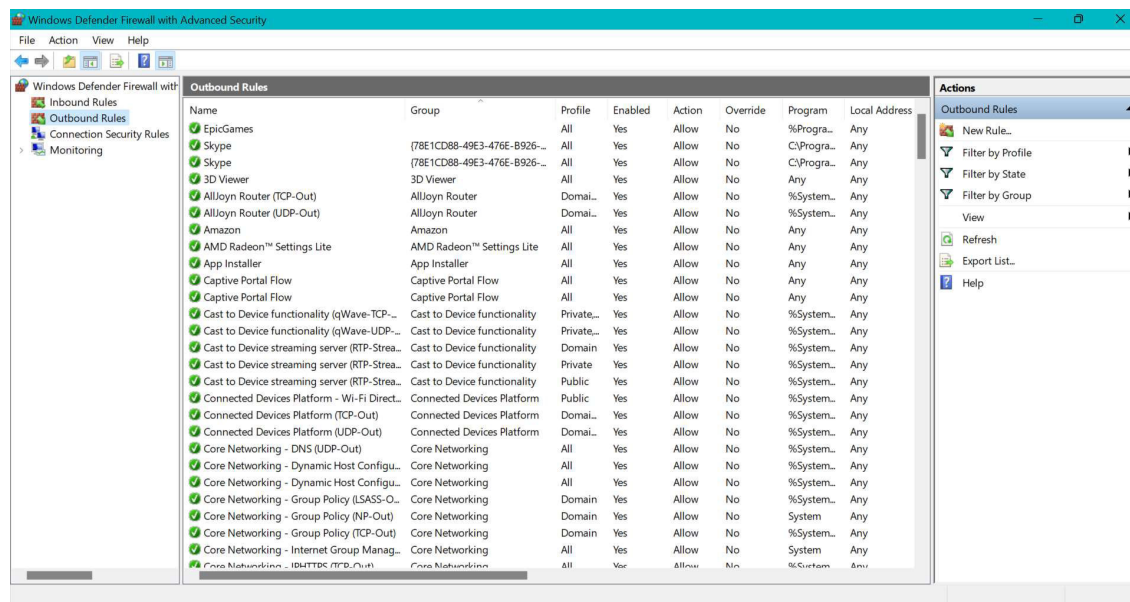 Windows Defender Firewall with Advanced Security
File Action View Help
Windows Defender Firewall with
Inbound Rules
Outbound Rules
Connection Security Rules
Monitoring
Outbound Rules
Name Group Profile Enabled Action Override Program Local Address
EpicGames All Yes Allow No %Progra... Any
Skype {78E1CD88-49E3-476E-B926-... All Yes Allow No C:\Progra... Any
Skype {78E1CD88-49E3-476E-B926-... All Yes Allow No C:\Progra... Any
3D Viewer 3D Viewer All Yes Allow No Any Any
AllJoyn Router (TCP-Out) AllJoyn Router Domai... Yes Allow No %System... Any
AllJoyn Router (UDP-Out) AllJoyn Router Domai... Yes Allow No %System... Any
Amazon Amazon All Yes Allow No Any Any
AMD Radeon™ Settings Lite AMD Radeon™ Settings Lite All Yes Allow No Any Any
App Installer App Installer All Yes Allow No Any Any
Captive Portal Flow Captive Portal Flow All Yes Allow No Any Any
Captive Portal Flow Captive Portal Flow All Yes Allow No Any Any
Cast to Device functionality (qWave-TCP-... Cast to Device functionality Private,... Yes Allow No %System... Any
Cast to Device functionality (qWave-UDP-... Cast to Device functionality Private,... Yes Allow No %System... Any
Cast to Device streaming server (RTP-Strea... Cast to Device functionality Domain Yes Allow No %System... Any
Cast to Device streaming server (RTP-Strea... Cast to Device functionality Private Yes Allow No %System... Any
Cast to Device streaming server (RTP-Strea... Cast to Device functionality Public Yes Allow No %System... Any
Connected Devices Platform - Wi-Fi Direct... Connected Devices Platform Public Yes Allow No %System... Any
Connected Devices Platform (TCP-Out) Connected Devices Platform Domai... Yes Allow No %System... Any
Connected Devices Platform (UDP-Out) Connected Devices Platform Domai... Yes Allow No %System... Any
Core Networking - DNS (UDP-Out) Core Networking All Yes Allow No %System... Any
Core Networking - Dynamic Host Configu... Core Networking All Yes Allow No %System... Any
Core Networking - Dynamic Host Configu... Core Networking All Yes Allow No %System... Any
Core Networking - Group Policy (LSASS-O... Core Networking Domain Yes Allow No %System... Any
Core Networking - Group Policy (NP-Out) Core Networking Domain Yes Allow No System Any
Core Networking - Group Policy (TCP-Out) Core Networking Domain Yes Allow No %System... Any
Core Networking - Internet Group Manag... Core Networking All Yes Allow No System Any
Core Networking - IPHTTPS (TCP-Out) Core Networking All Yes Allow No %System Any
Actions
Outbound Rules
New Rule...
Filter by Profile
Filter by State
Filter by Group
View
Refresh
Export List...
Help